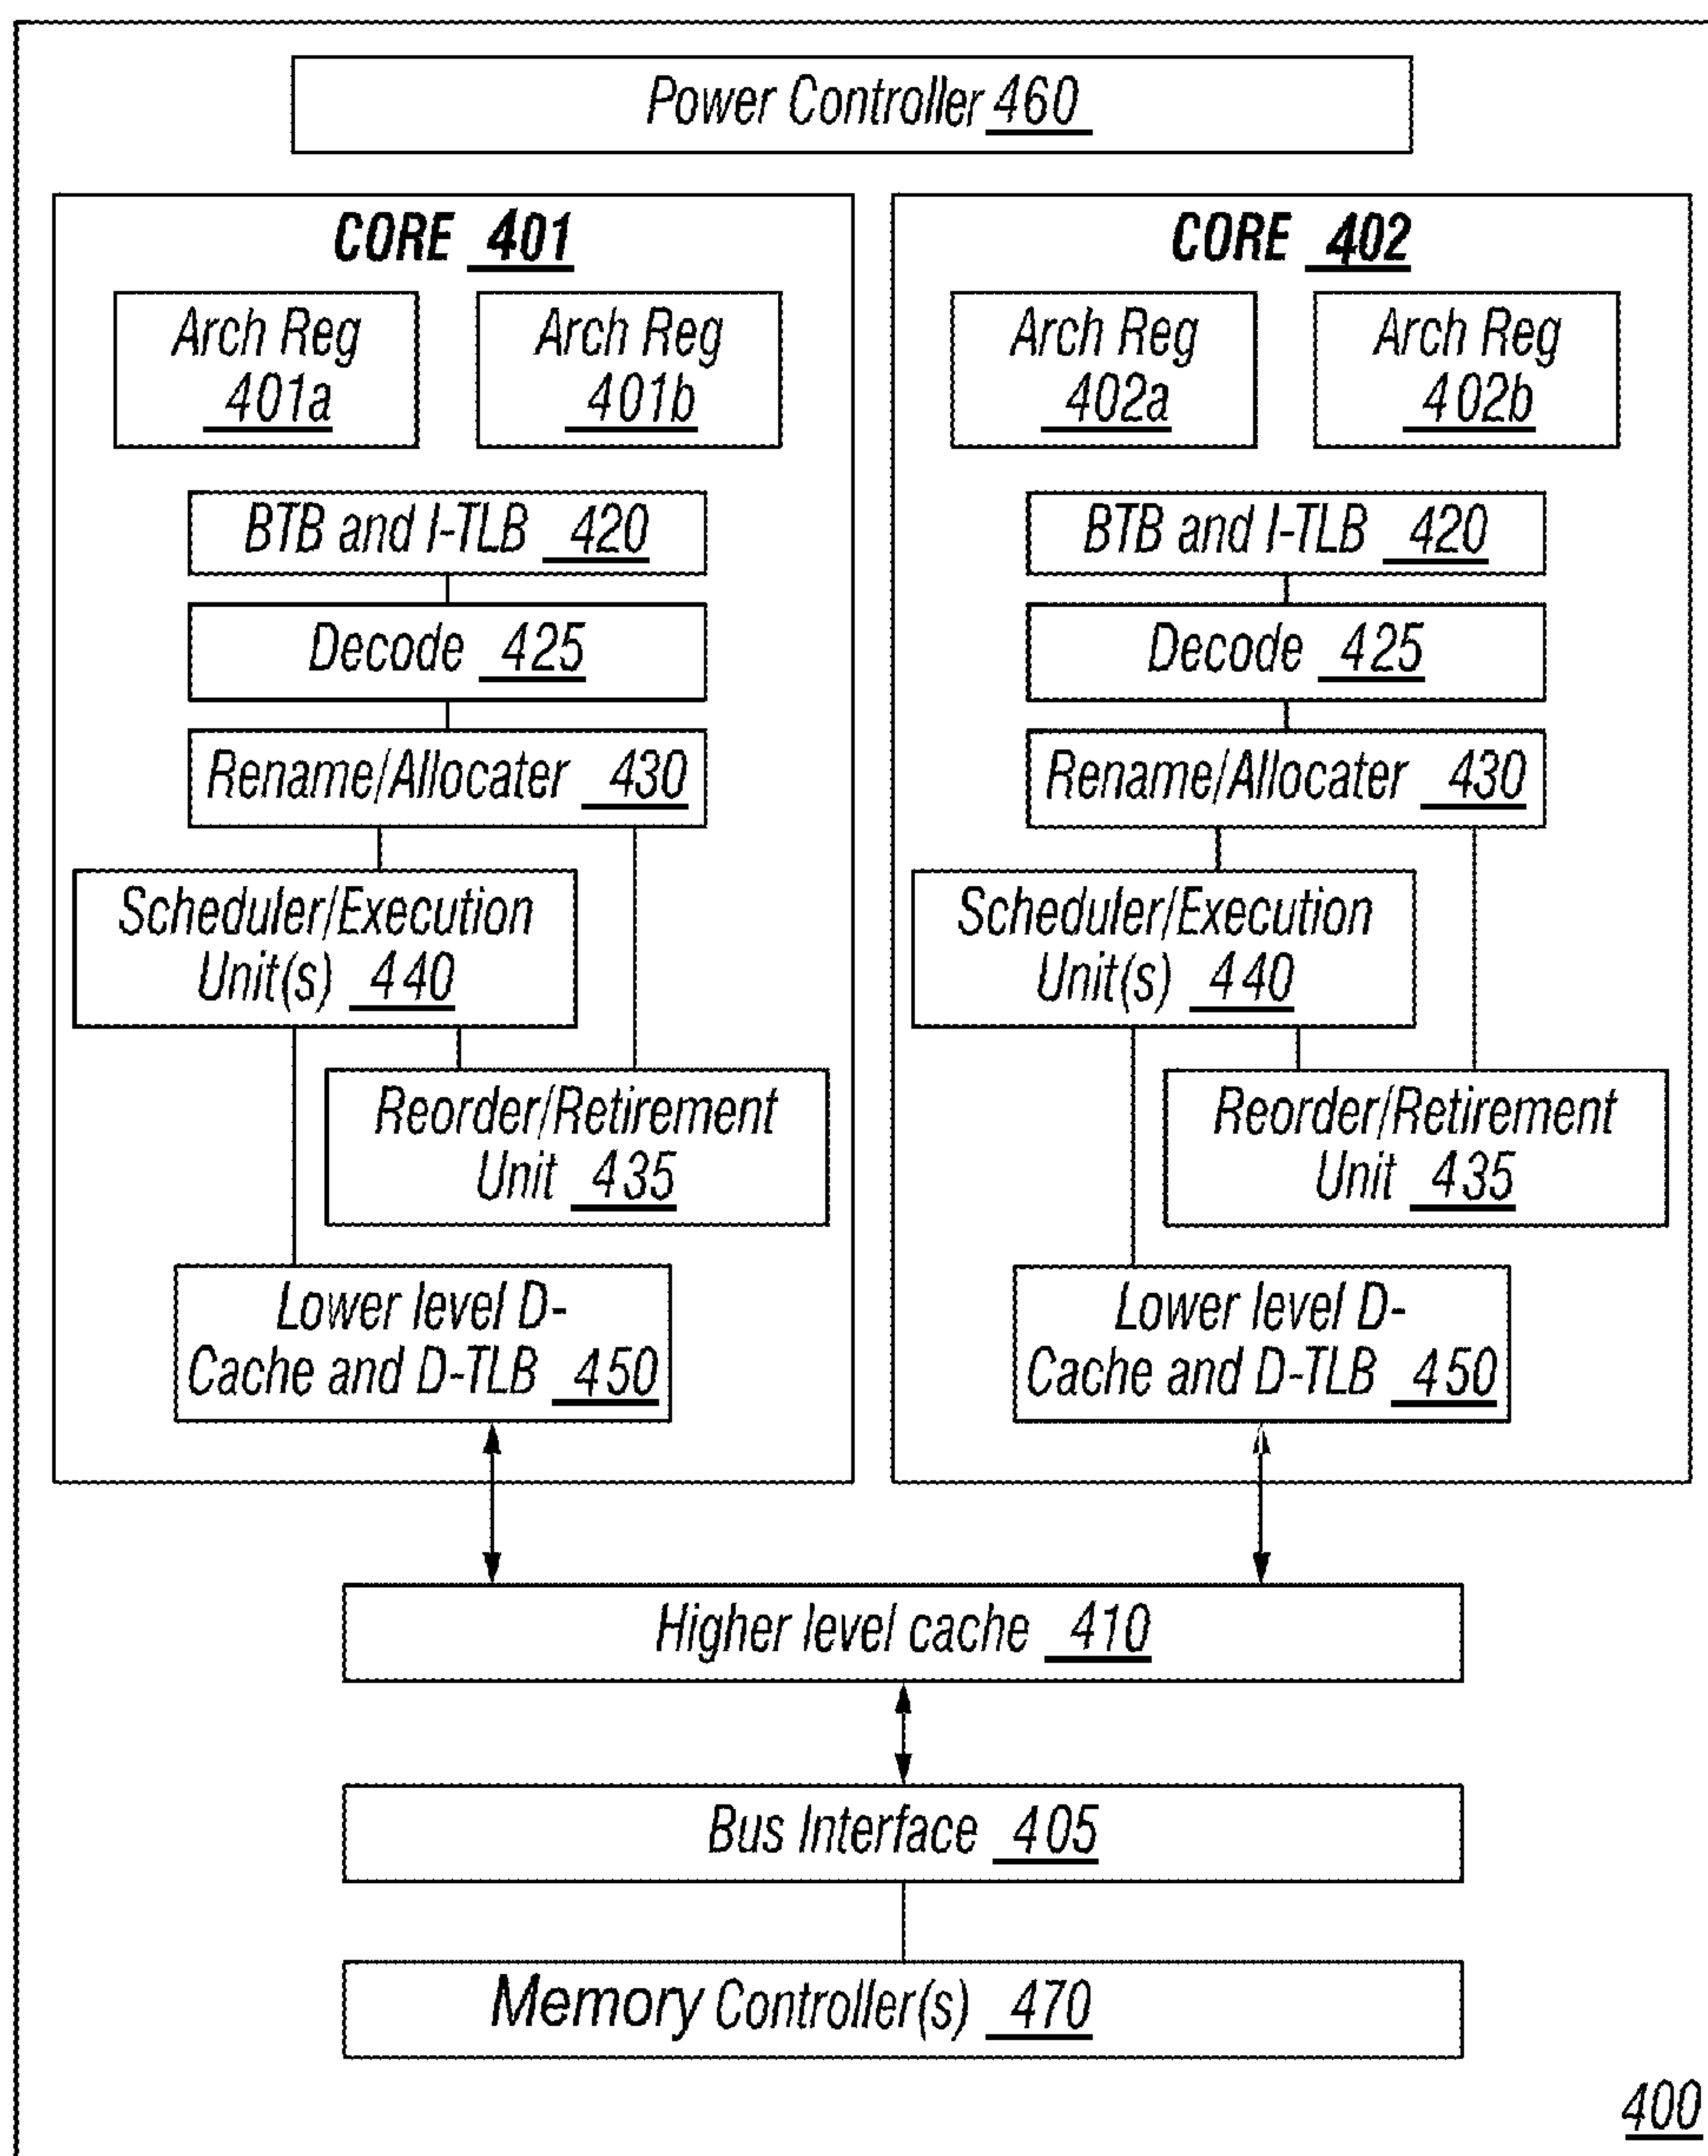 Power Controller 460
CORE 401
Arch Reg
401a
Arch Reg
401b
BTB and I-TLB 420
Decode 425
Rename/Allocater 430
Scheduler/Execution
Unit(s) 440
Reorder/Retirement
Unit 435
Lower level D-
Cache and D-TLB 450
CORE 402
Arch Reg
402a
Arch Reg
402b
BTB and I-TLB 420
Decode 425
Rename/Allocater 430
Scheduler/Execution
Unit(s) 440
Reorder/Retirement
Unit 435
Lower level D-
Cache and D-TLB 450
Higher level cache 410
Bus Interface 405
Memory Controller(s) 470
400